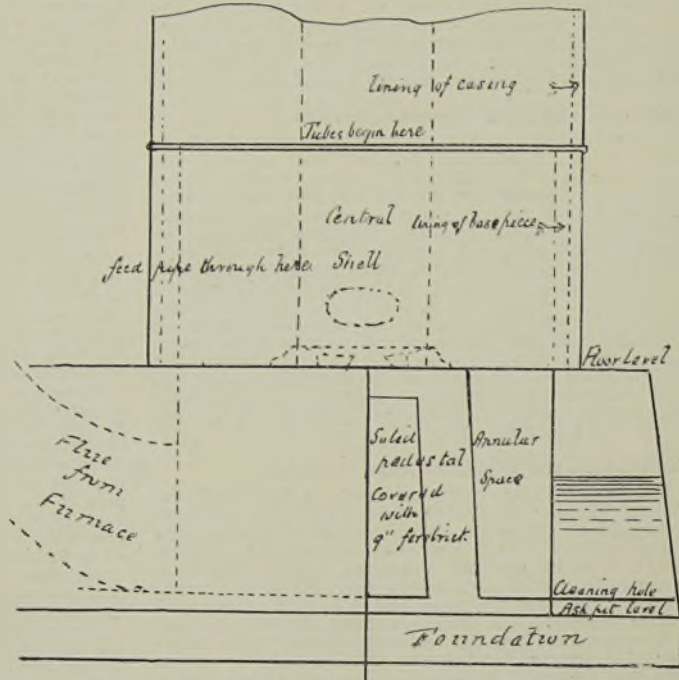 lining of casing
Tubes begin here
Central
Shell
lining of base piece
feed pipe through here
Floor Level
Flue
from
Furnace
Solid
pedestal
covered
with
9" firebrick.
Annular
Space
Cleaning hole
Ash pit level
Foundation